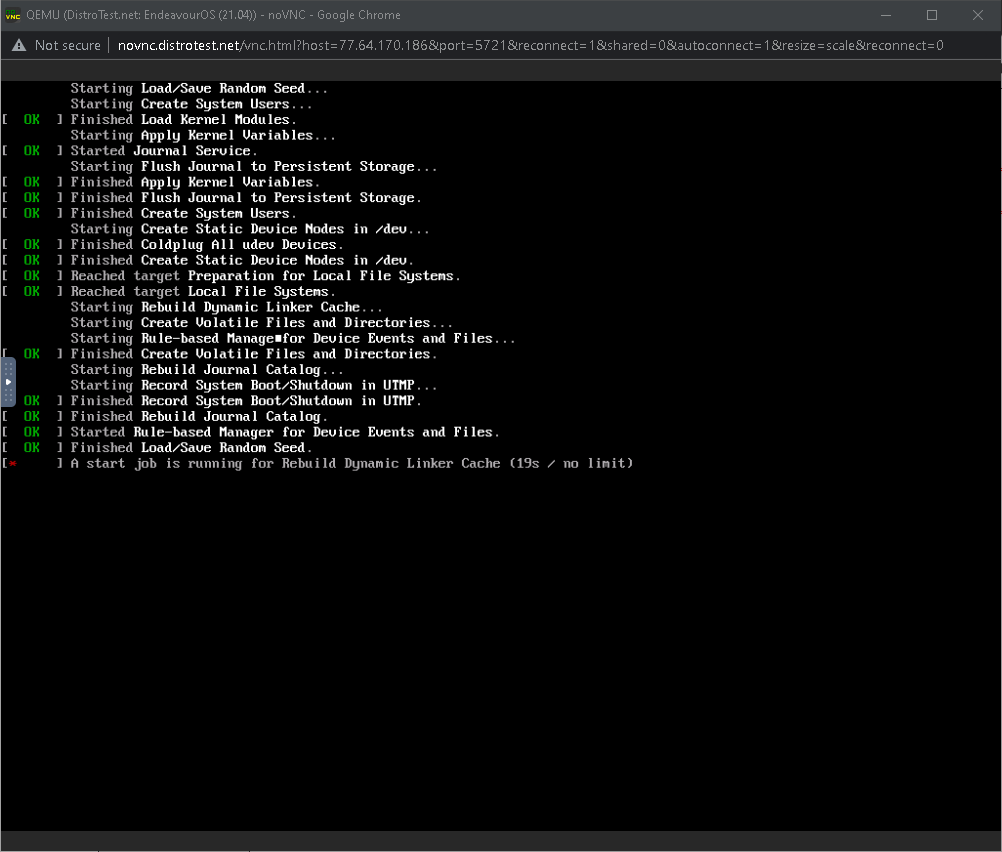 no VNC QEMU (DistroTest.net: EndeavourOS (21.04)) - noVNC - Google Chrome
Not secure | novnc.distrotest.net/vnc.html?host=77.64.170.186&port=5721&reconnect=1&shared=0&autoconnect=1&resize=scale&reconnect=0
Starting Load/Save Random Seed...
Starting Create System Users...
[  OK  ] Finished Load Kernel Modules.
Starting Apply Kernel Variables...
[  OK  ] Started Journal Service.
Starting Flush Journal to Persistent Storage...
[  OK  ] Finished Apply Kernel Variables.
[  OK  ] Finished Flush Journal to Persistent Storage.
[  OK  ] Finished Create System Users.
Starting Create Static Device Nodes in /dev...
[  OK  ] Finished Coldplug All udev Devices.
[  OK  ] Finished Create Static Device Nodes in /dev.
[  OK  ] Reached target Preparation for Local File Systems.
[  OK  ] Reached target Local File Systems.
Starting Rebuild Dynamic Linker Cache...
Starting Create Volatile Files and Directories...
Starting Rule-based Manage■for Device Events and Files...
[  OK  ] Finished Create Volatile Files and Directories.
Starting Rebuild Journal Catalog...
Starting Record System Boot/Shutdown in UTMP...
[  OK  ] Finished Record System Boot/Shutdown in UTMP.
[  OK  ] Finished Rebuild Journal Catalog.
[  OK  ] Started Rule-based Manager for Device Events and Files.
[  OK  ] Finished Load/Save Random Seed.
[*     ] A start job is running for Rebuild Dynamic Linker Cache (19s / no limit)